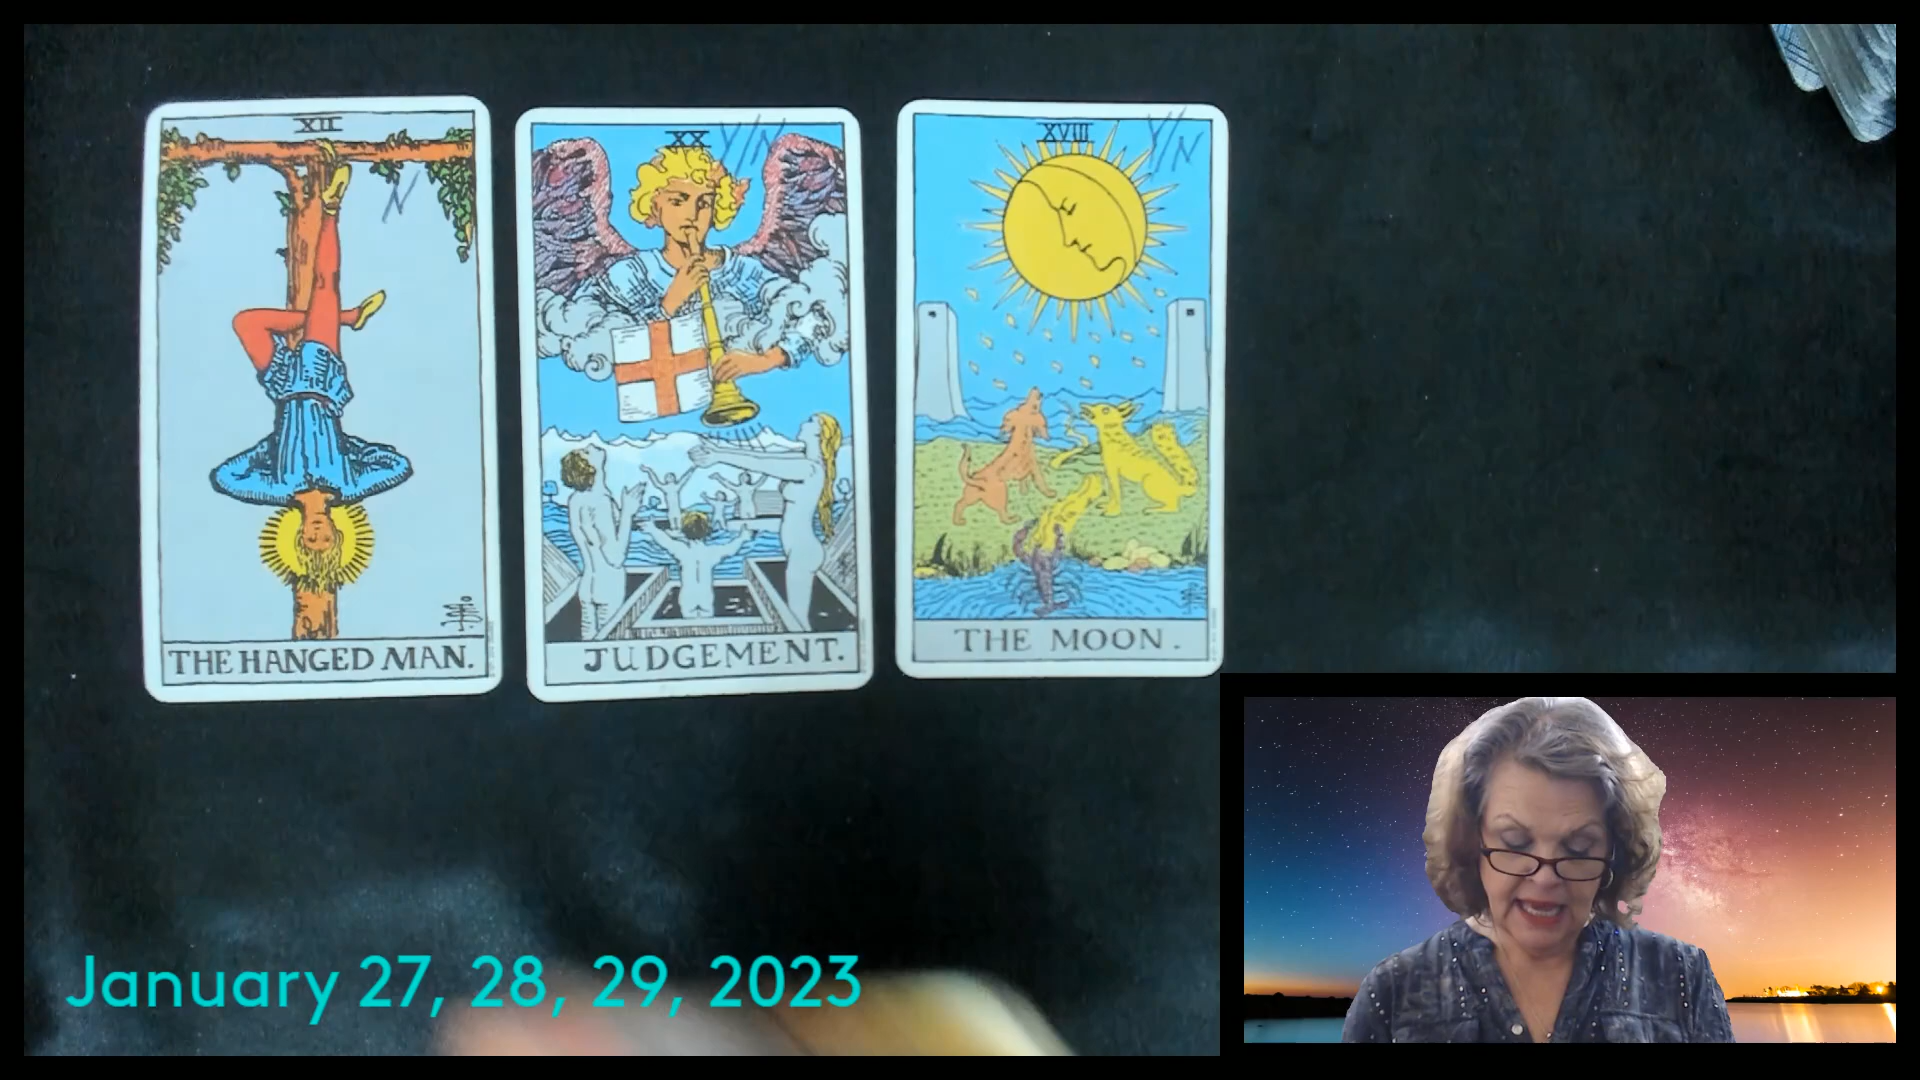 XII
N
THE HANGED MAN.
XX
Y/N
JUDGEMENT.
XVIII
Y/N
THE MOON.
January 27, 28, 29, 2023